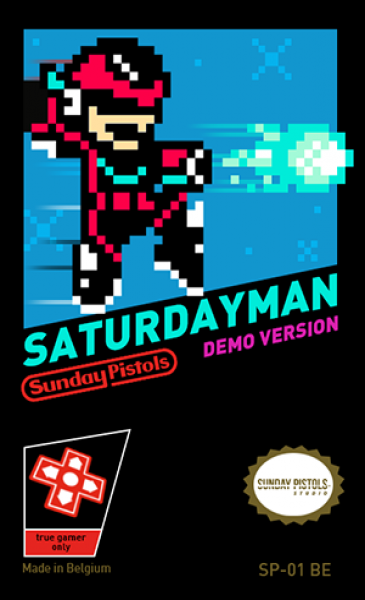 SATURDAYMAN
DEMO VERSION
Sunday Pistols
true gamer
only
SUNDAY PISTOLS
STUDIO
Made in Belgium
SP-01 BE